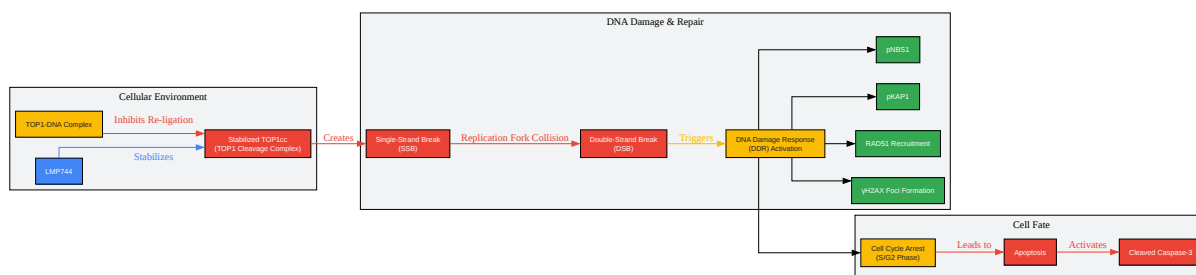 Cellular Environment
TOP1-DNA Complex
Inhibits Re-ligation
LMP744
Stabilizes
Stabilized TOP1cc
(TOP1 Cleavage Complex)
Creates
DNA Damage & Repair
Single-Strand Break
(SSB)
Replication Fork Collision
Double-Strand Break
(DSB)
Triggers
DNA Damage Response
(DDR) Activation
pNBS1
pKAP1
RAD51 Recruitment
γH2AX Foci Formation
Cell Fate
Cell Cycle Arrest
(S/G2 Phase)
Leads to
Apoptosis
Activates
Cleaved Caspase-3